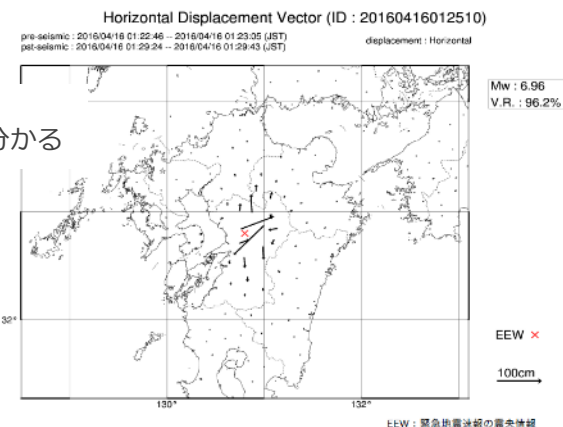 Horizontal Displacement Vector (ID : 20160416012510)
pre-seismic : 2016/04/16 01:22:46 -- 2016/04/16 01:23:05 (JST)
pst-seismic : 2016/04/16 01:29:24 -- 2016/04/16 01:29:43 (JST)
displacement : Horizontal
Mw : 6.96
V.R. : 96.2%
分かる
32°
EEW ×
100cm
130°
132°
EEW : 緊急地震速報の震央情報